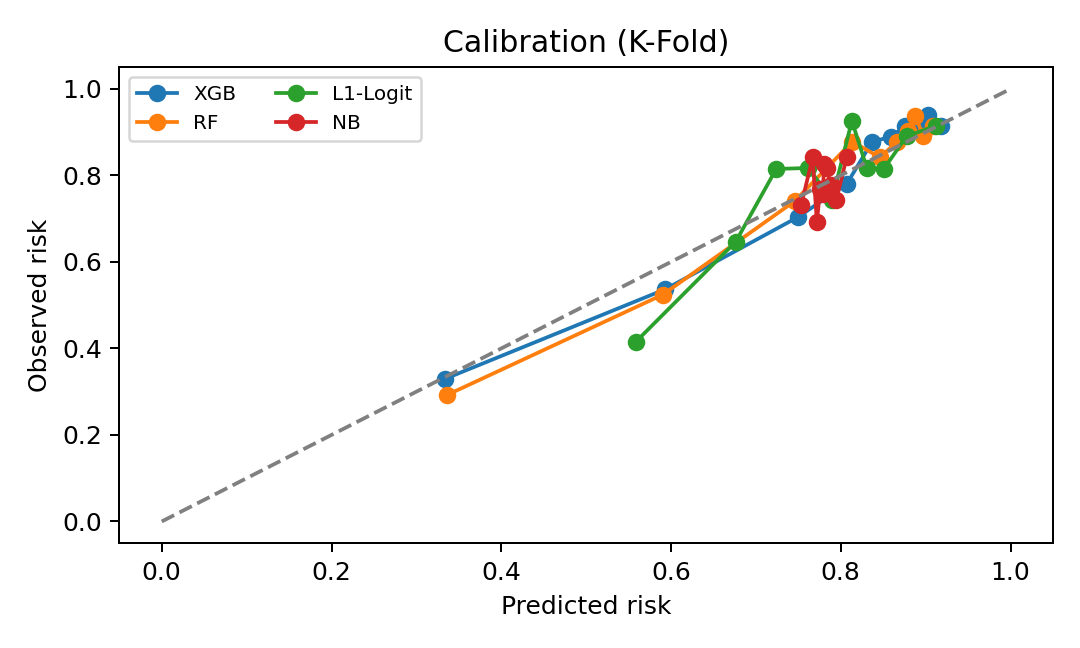 Calibration (K-Fold)
XGB
RF
L1-Logit
NB
Observed risk
1.0
0.8
0.6
0.4
0.2
0.0
0.0 0.2 0.4 0.6 0.8 1.0
Predicted risk